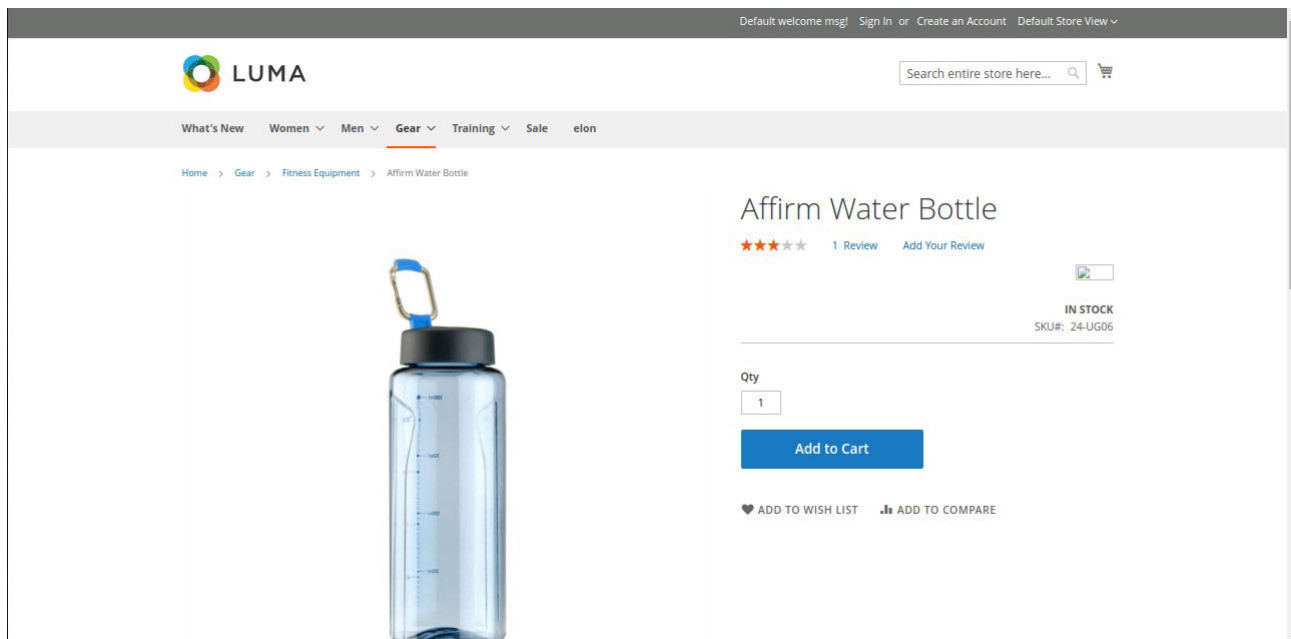 Default welcome msg! Sign In or Create an Account Default Store View
LUMA
Search entire store here...
What's New Women Men Gear Training Sale elon
Home > Gear > Fitness Equipment > Affirm Water Bottle
Affirm Water Bottle
1 Review Add Your Review
IN STOCK
SKU#: 24-UG06
Qty
1
Add to Cart
ADD TO WISH LIST ADD TO COMPARE